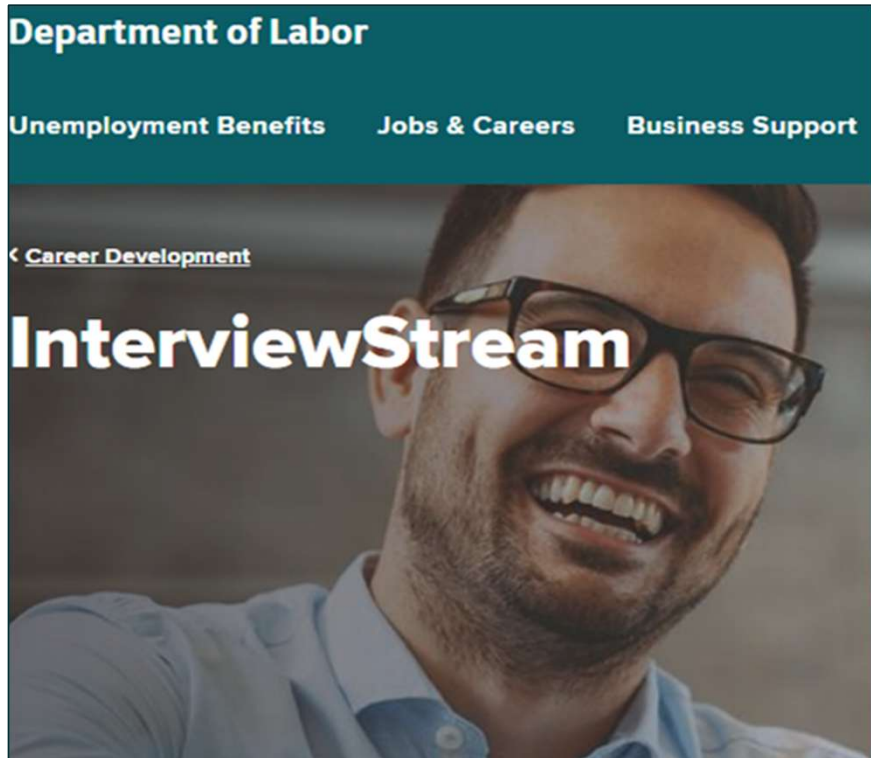 Department of Labor
Unemployment Benefits Jobs & Careers Business Support
< Career Development
InterviewStream